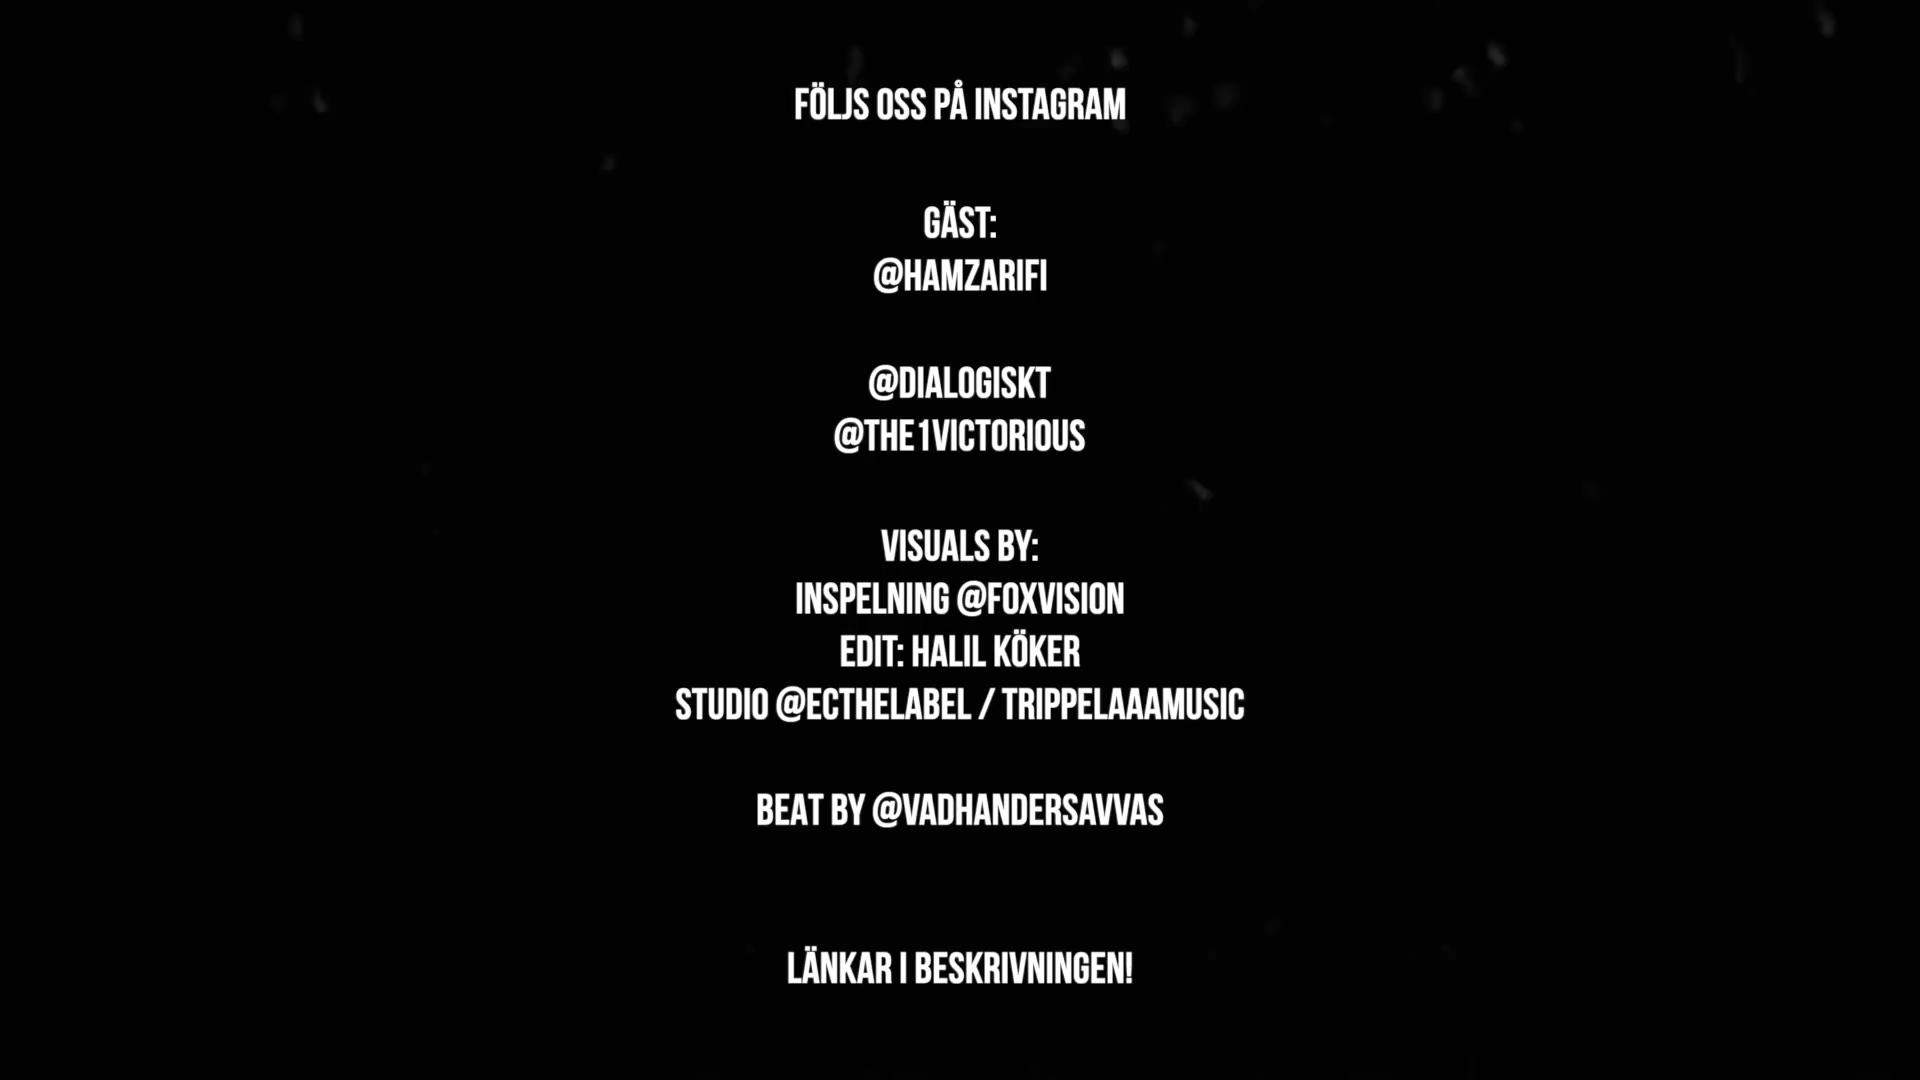 FÖLJS OSS PÅ INSTAGRAM
GÄST:
@HAMZARIFI
@DIALOGISKT
@THE1VICTORIOUS
VISUALS BY:
INSPELNING @FOXVISION
EDIT: HALIL KÖKER
STUDIO @ECTHELABEL / TRIPPELAAAMUSIC
BEAT BY @VADHANDERSAVVAS
LÄNKAR I BESKRIVNINGEN!